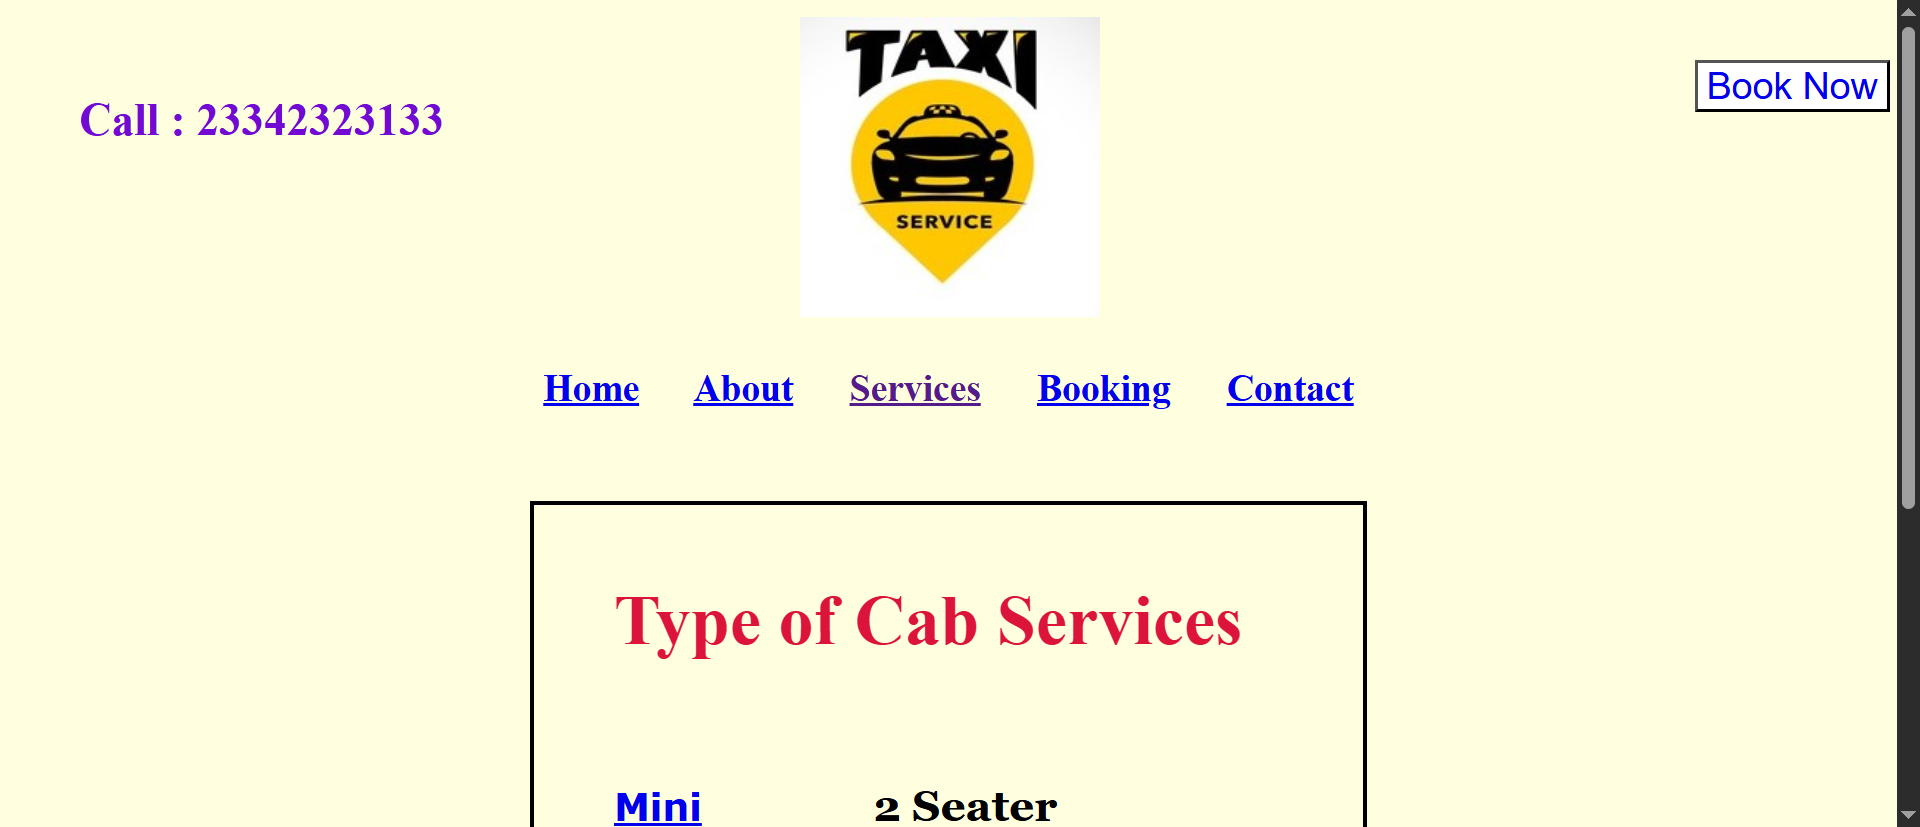 TAXI
SERVICE
Call : 23342323133
Book Now
Home About Services Booking Contact
Type of Cab Services
Mini 2 Seater